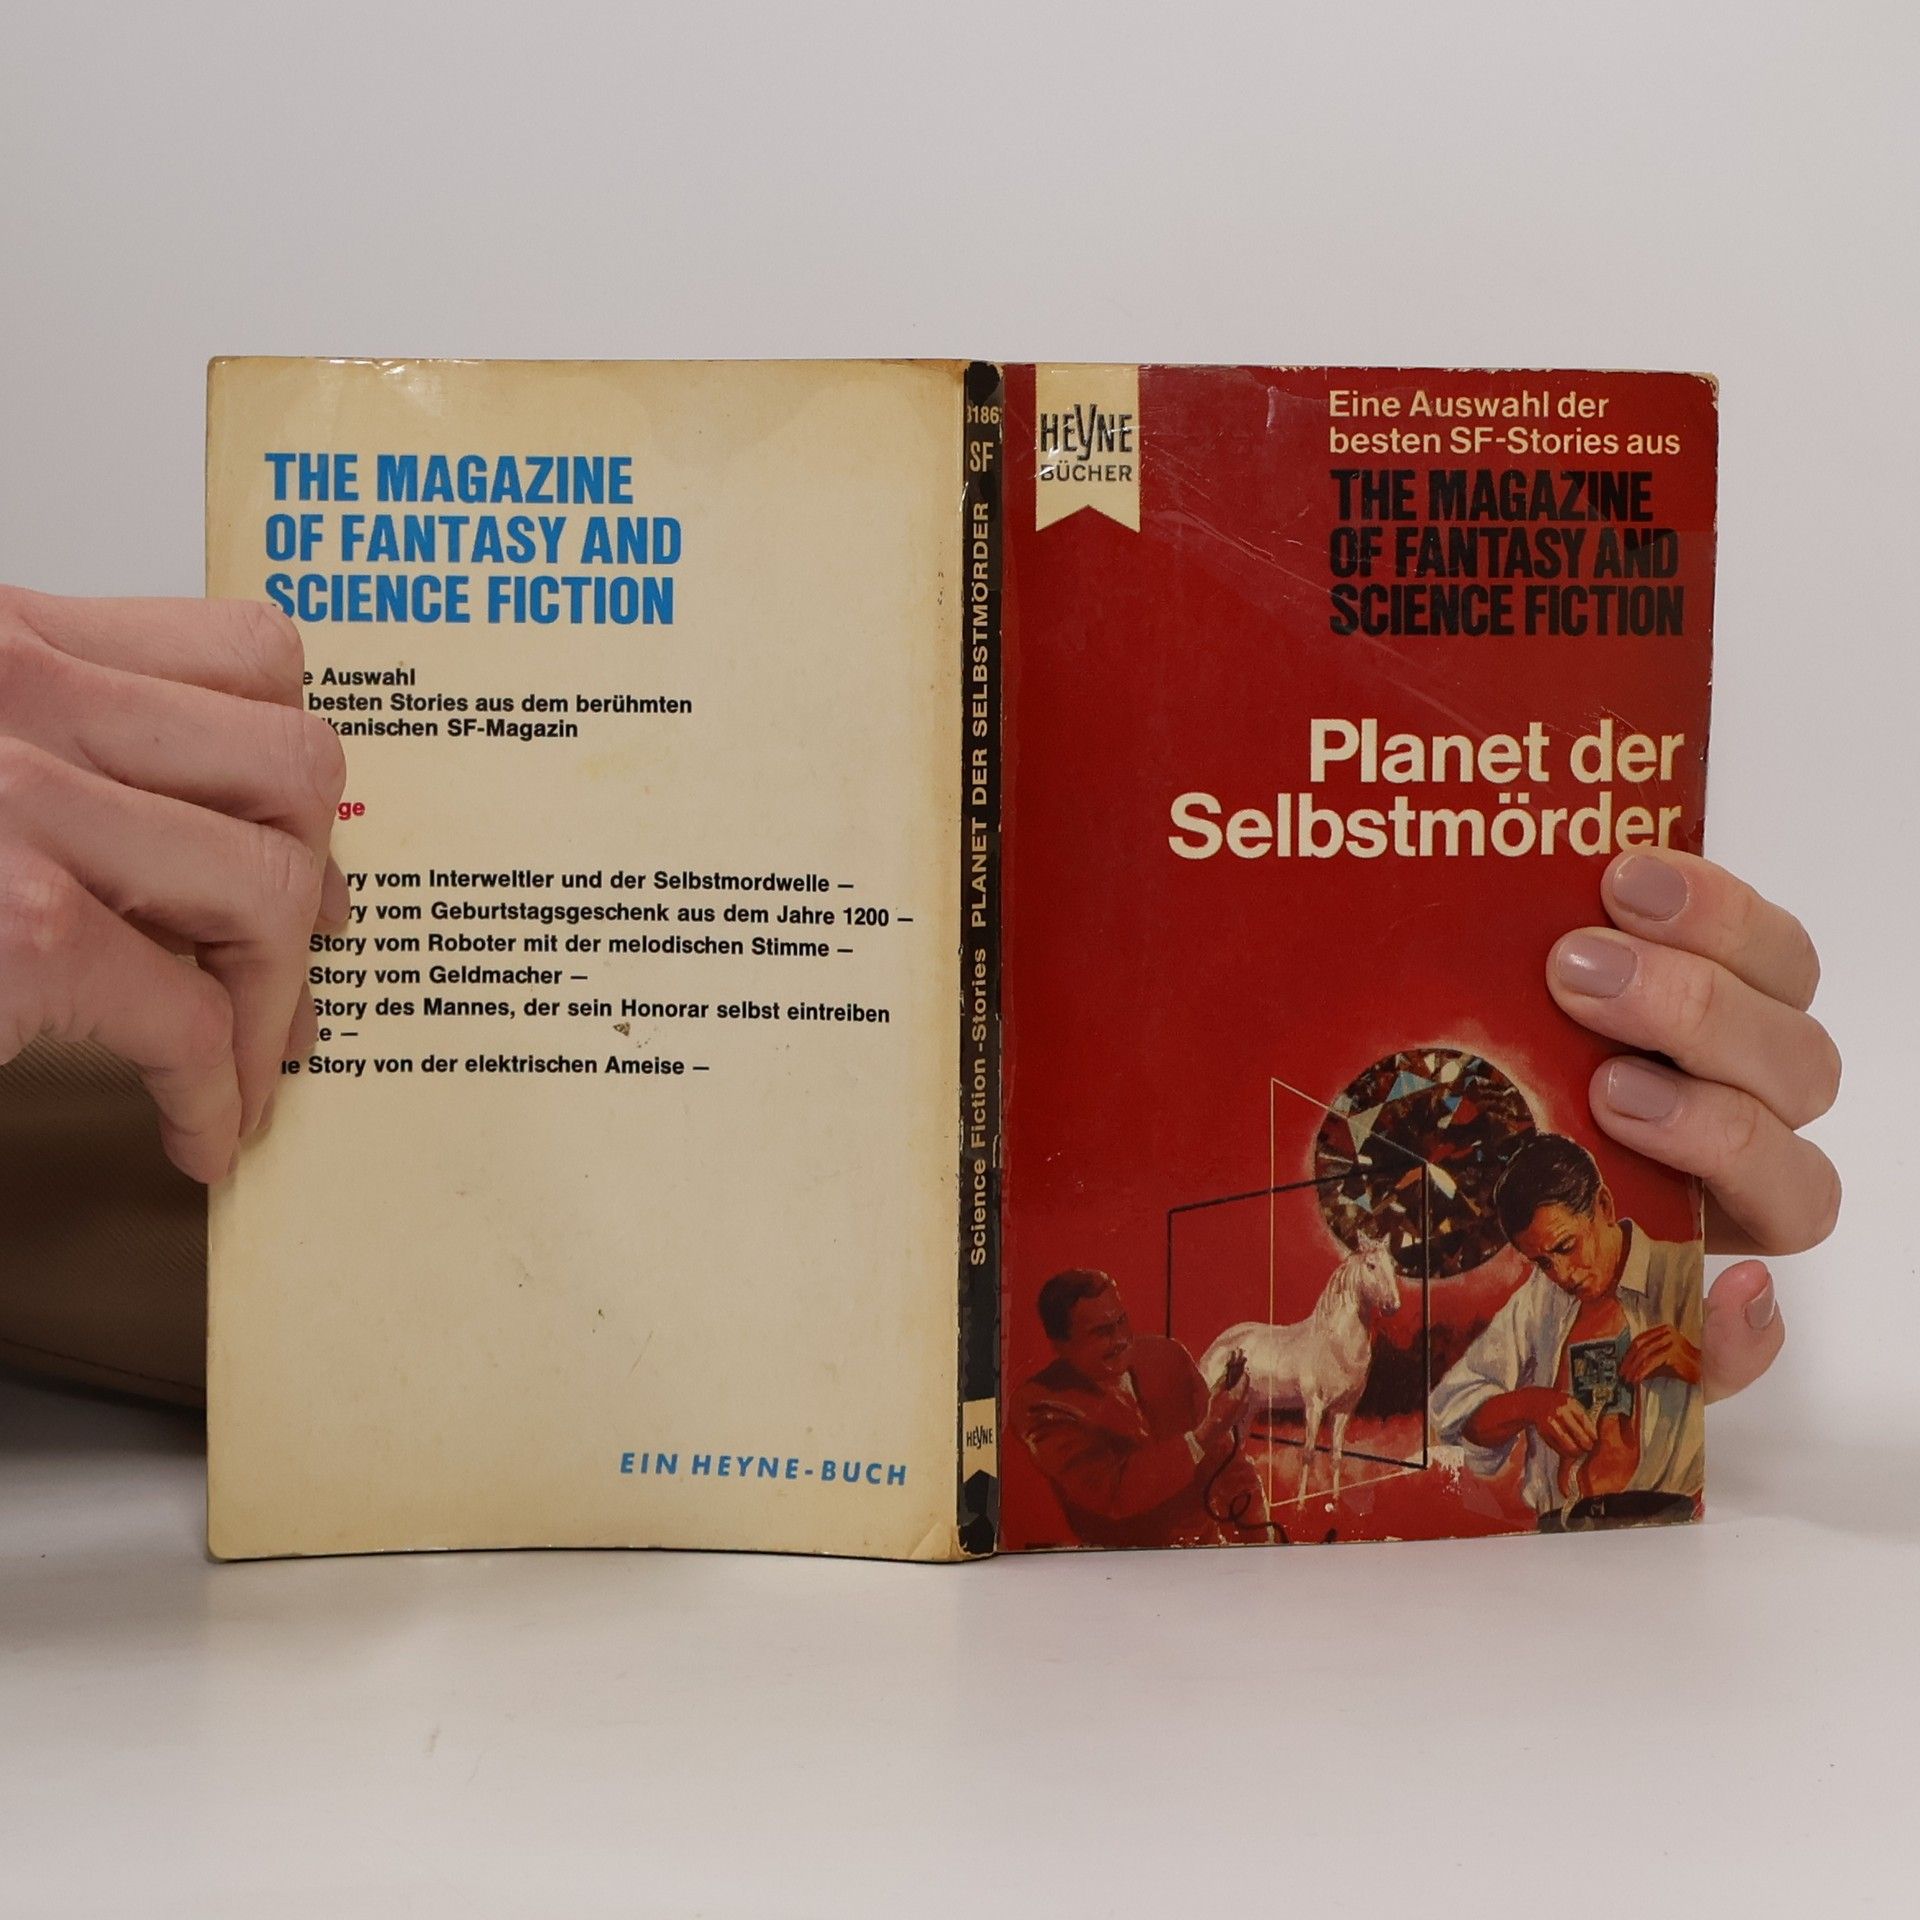 THE MAGAZINE
OF FANTASY AND
SCIENCE FICTION
e Auswahl
besten Stories aus dem berühmten
kanischen SF-Magazin
ge
ry vom Interweltler und der Selbstmordwelle –
ry vom Geburtstagsgeschenk aus dem Jahre 1200 –
Story vom Roboter mit der melodischen Stimme –
Story vom Geldmacher –
Story des Mannes, der sein Honorar selbst eintreiben
e –
ie Story von der elektrischen Ameise –
EIN HEYNE-BUCH
3186
SF
Science Fiction-Stories PLANET DER SELBSTMÖRDER
HEYNE
HEYNE
BÜCHER
Eine Auswahl der
besten SF-Stories aus
THE MAGAZINE
OF FANTASY AND
SCIENCE FICTION
Planet der
Selbstmörder